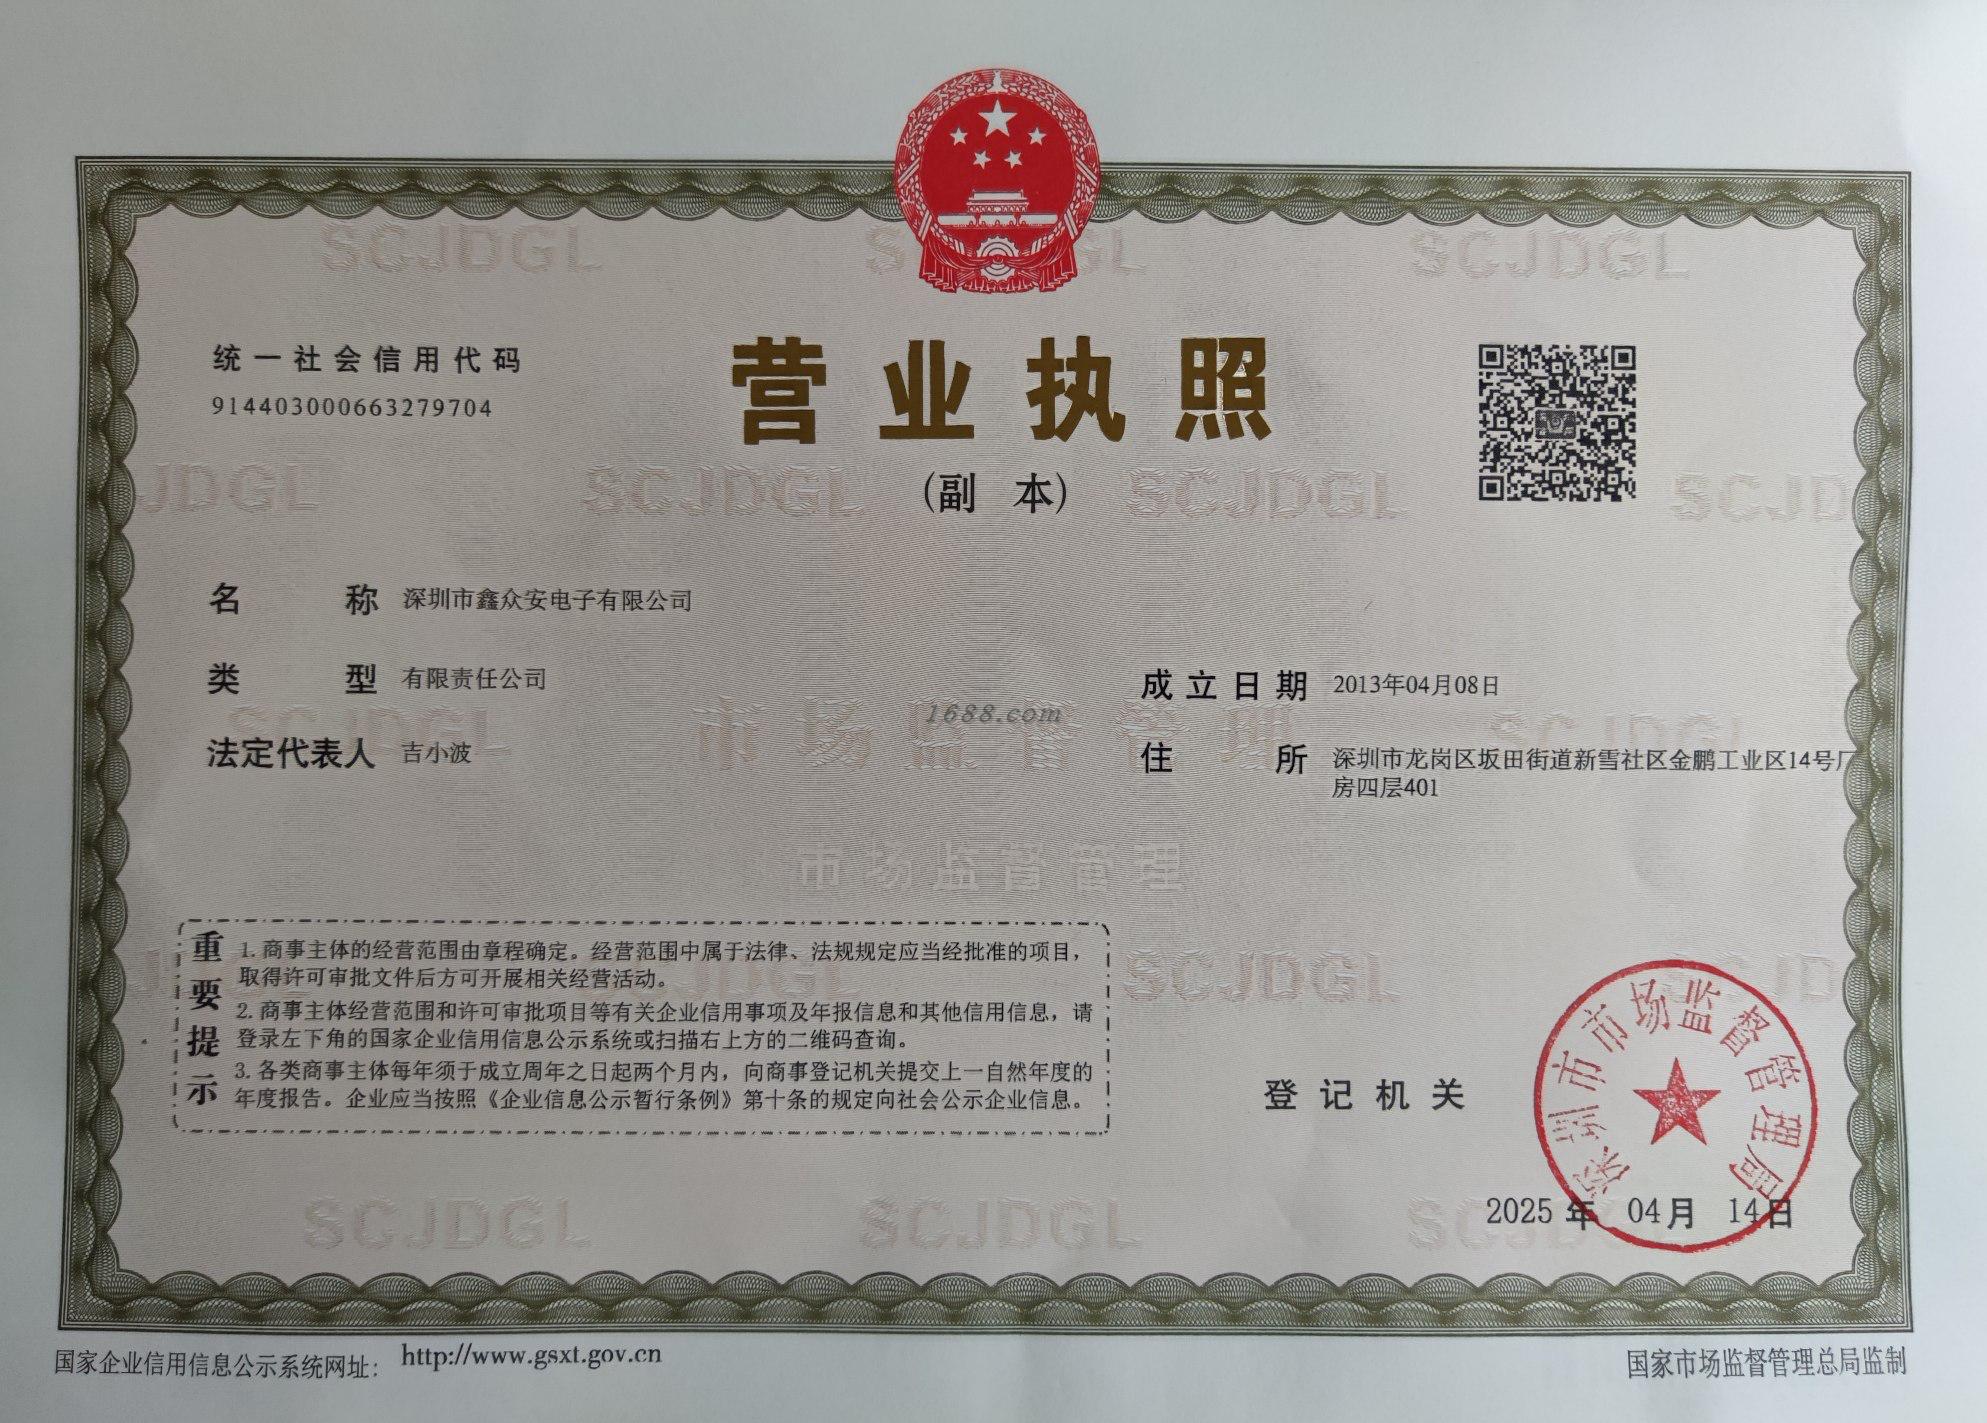 统一社会信用代码
914403000663279704
营业执照
(副 本)
名 称 深圳市鑫众安电子有限公司
类 型 有限责任公司
法定代表人 吉小波
成立日期 2013年04月08日
住 所 深圳市龙岗区坂田街道新雪社区金鹏工业区14号厂
房四层401
1688.com
市场监督管理
市场监督管理
重要提示
1. 商事主体的经营范围由章程确定。经营范围中属于法律、法规规定应当经批准的项目，
取得许可审批文件后方可开展相关经营活动。
2. 商事主体经营范围和许可审批项目等有关企业信用事项及年报信息和其他信用信息，请
登录左下角的国家企业信用信息公示系统或扫描右上方的二维码查询。
3. 各类商事主体每年须于成立周年之日起两个月内，向商事登记机关提交上一自然年度的
年度报告。企业应当按照《企业信息公示暂行条例》第十条的规定向社会公示企业信息。
登记机关
深圳市市场监督管理局
2025 年 04月 14日
国家企业信用信息公示系统网址： http://www.gsxt.gov.cn
国家市场监督管理总局监制
SCJDGL
SCJDGL
SCJDGL
SCJDGL
SCJDGL
SCJDGL
SCJDGL
SCJDGL